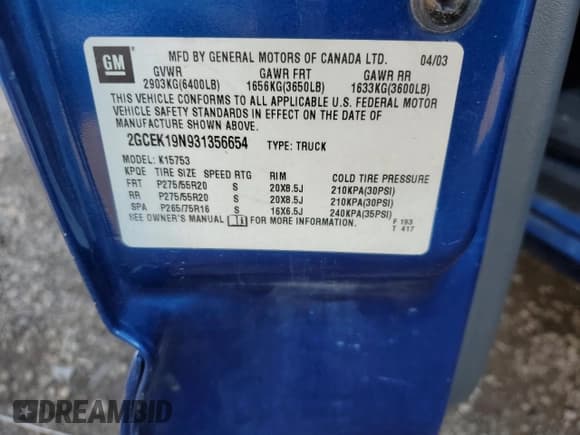 GM
MFD BY GENERAL MOTORS OF CANADA LTD. 04/03
GVWR GAWR FRT GAWR RR
2903KG(6400LB) 1656KG(3650LB) 1633KG(3600LB)
THIS VEHICLE CONFORMS TO ALL APPLICABLE U.S. FEDERAL MOTOR
VEHICLE SAFETY STANDARDS IN EFFECT ON THE DATE OF
MANUFACTURE SHOWN ABOVE.
2GCEK19N931356654 TYPE: TRUCK
MODEL: K15753
KPQE TIRE SIZE SPEED RTG RIM COLD TIRE PRESSURE
FRT P275/55R20 S 20X8.5J 210KPA(30PSI)
RR P275/55R20 S 20X8.5J 210KPA(30PSI)
SPA P265/75R16 S 16X6.5J 240KPA(35PSI)
SEE OWNER'S MANUAL FOR MORE INFORMATION.
F 193
T 417
DREAMBID